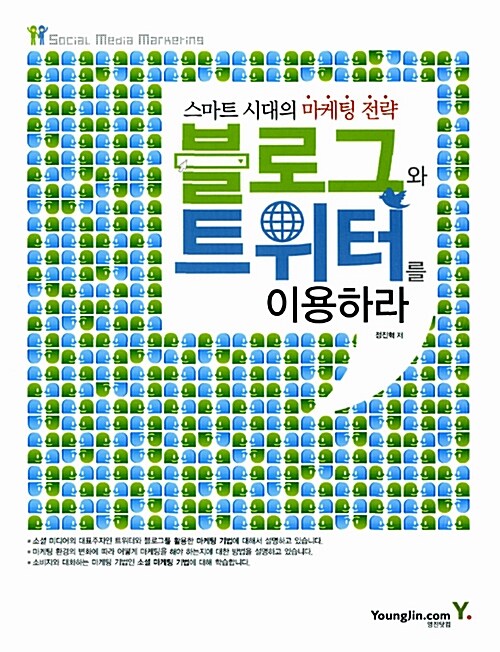 Social Media Marketing
스마트 시대의 마케팅 전략
블로그와
트위터를
이용하라
정진혁 저
• 소셜 미디어의 대표주자인 트위터와 블로그를 활용한 마케팅 기법에 대해서 설명하고 있습니다.
• 마케팅 환경의 변화에 따라 어떻게 마케팅을 해야 하는지에 대한 방법을 설명하고 있습니다.
• 소비자와 대화하는 마케팅 기법인 소셜 마케팅 기법에 대해 학습합니다.
YoungJin.com Y.
영진닷컴